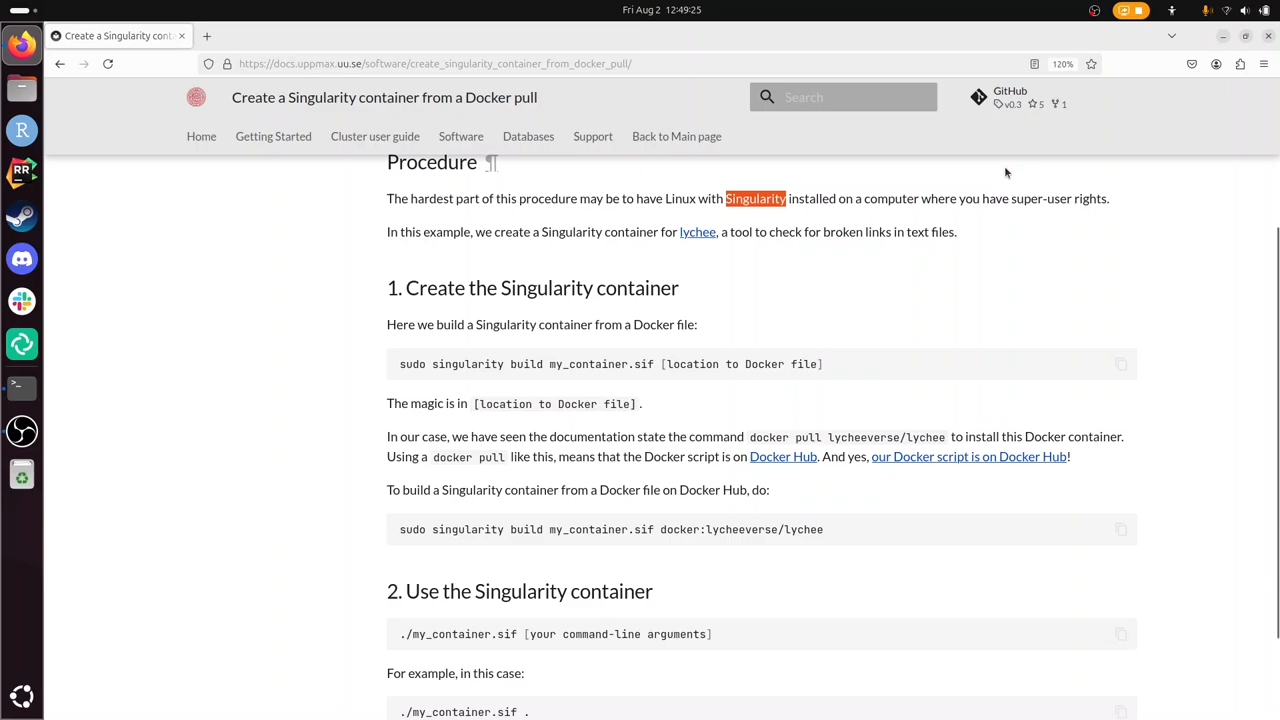 Fri Aug 2 12:49:25
Create a Singularity cont
https://docs.uppmax.uu.se/software/create_singularity_container_from_docker_pull/
120%
Create a Singularity container from a Docker pull
Search
GitHub
v0.3 5 1
Home Getting Started Cluster user guide Software Databases Support Back to Main page
Procedure ¶
The hardest part of this procedure may be to have Linux with Singularity installed on a computer where you have super-user rights.
In this example, we create a Singularity container for lychee, a tool to check for broken links in text files.
1. Create the Singularity container
Here we build a Singularity container from a Docker file:
sudo singularity build my_container.sif [location to Docker file]
The magic is in [location to Docker file].
In our case, we have seen the documentation state the command docker pull lycheeverse/lychee to install this Docker container.
Using a docker pull like this, means that the Docker script is on Docker Hub. And yes, our Docker script is on Docker Hub!
To build a Singularity container from a Docker file on Docker Hub, do:
sudo singularity build my_container.sif docker:lycheeverse/lychee
2. Use the Singularity container
./my_container.sif [your command-line arguments]
For example, in this case:
./my_container.sif .
R
RR
>_